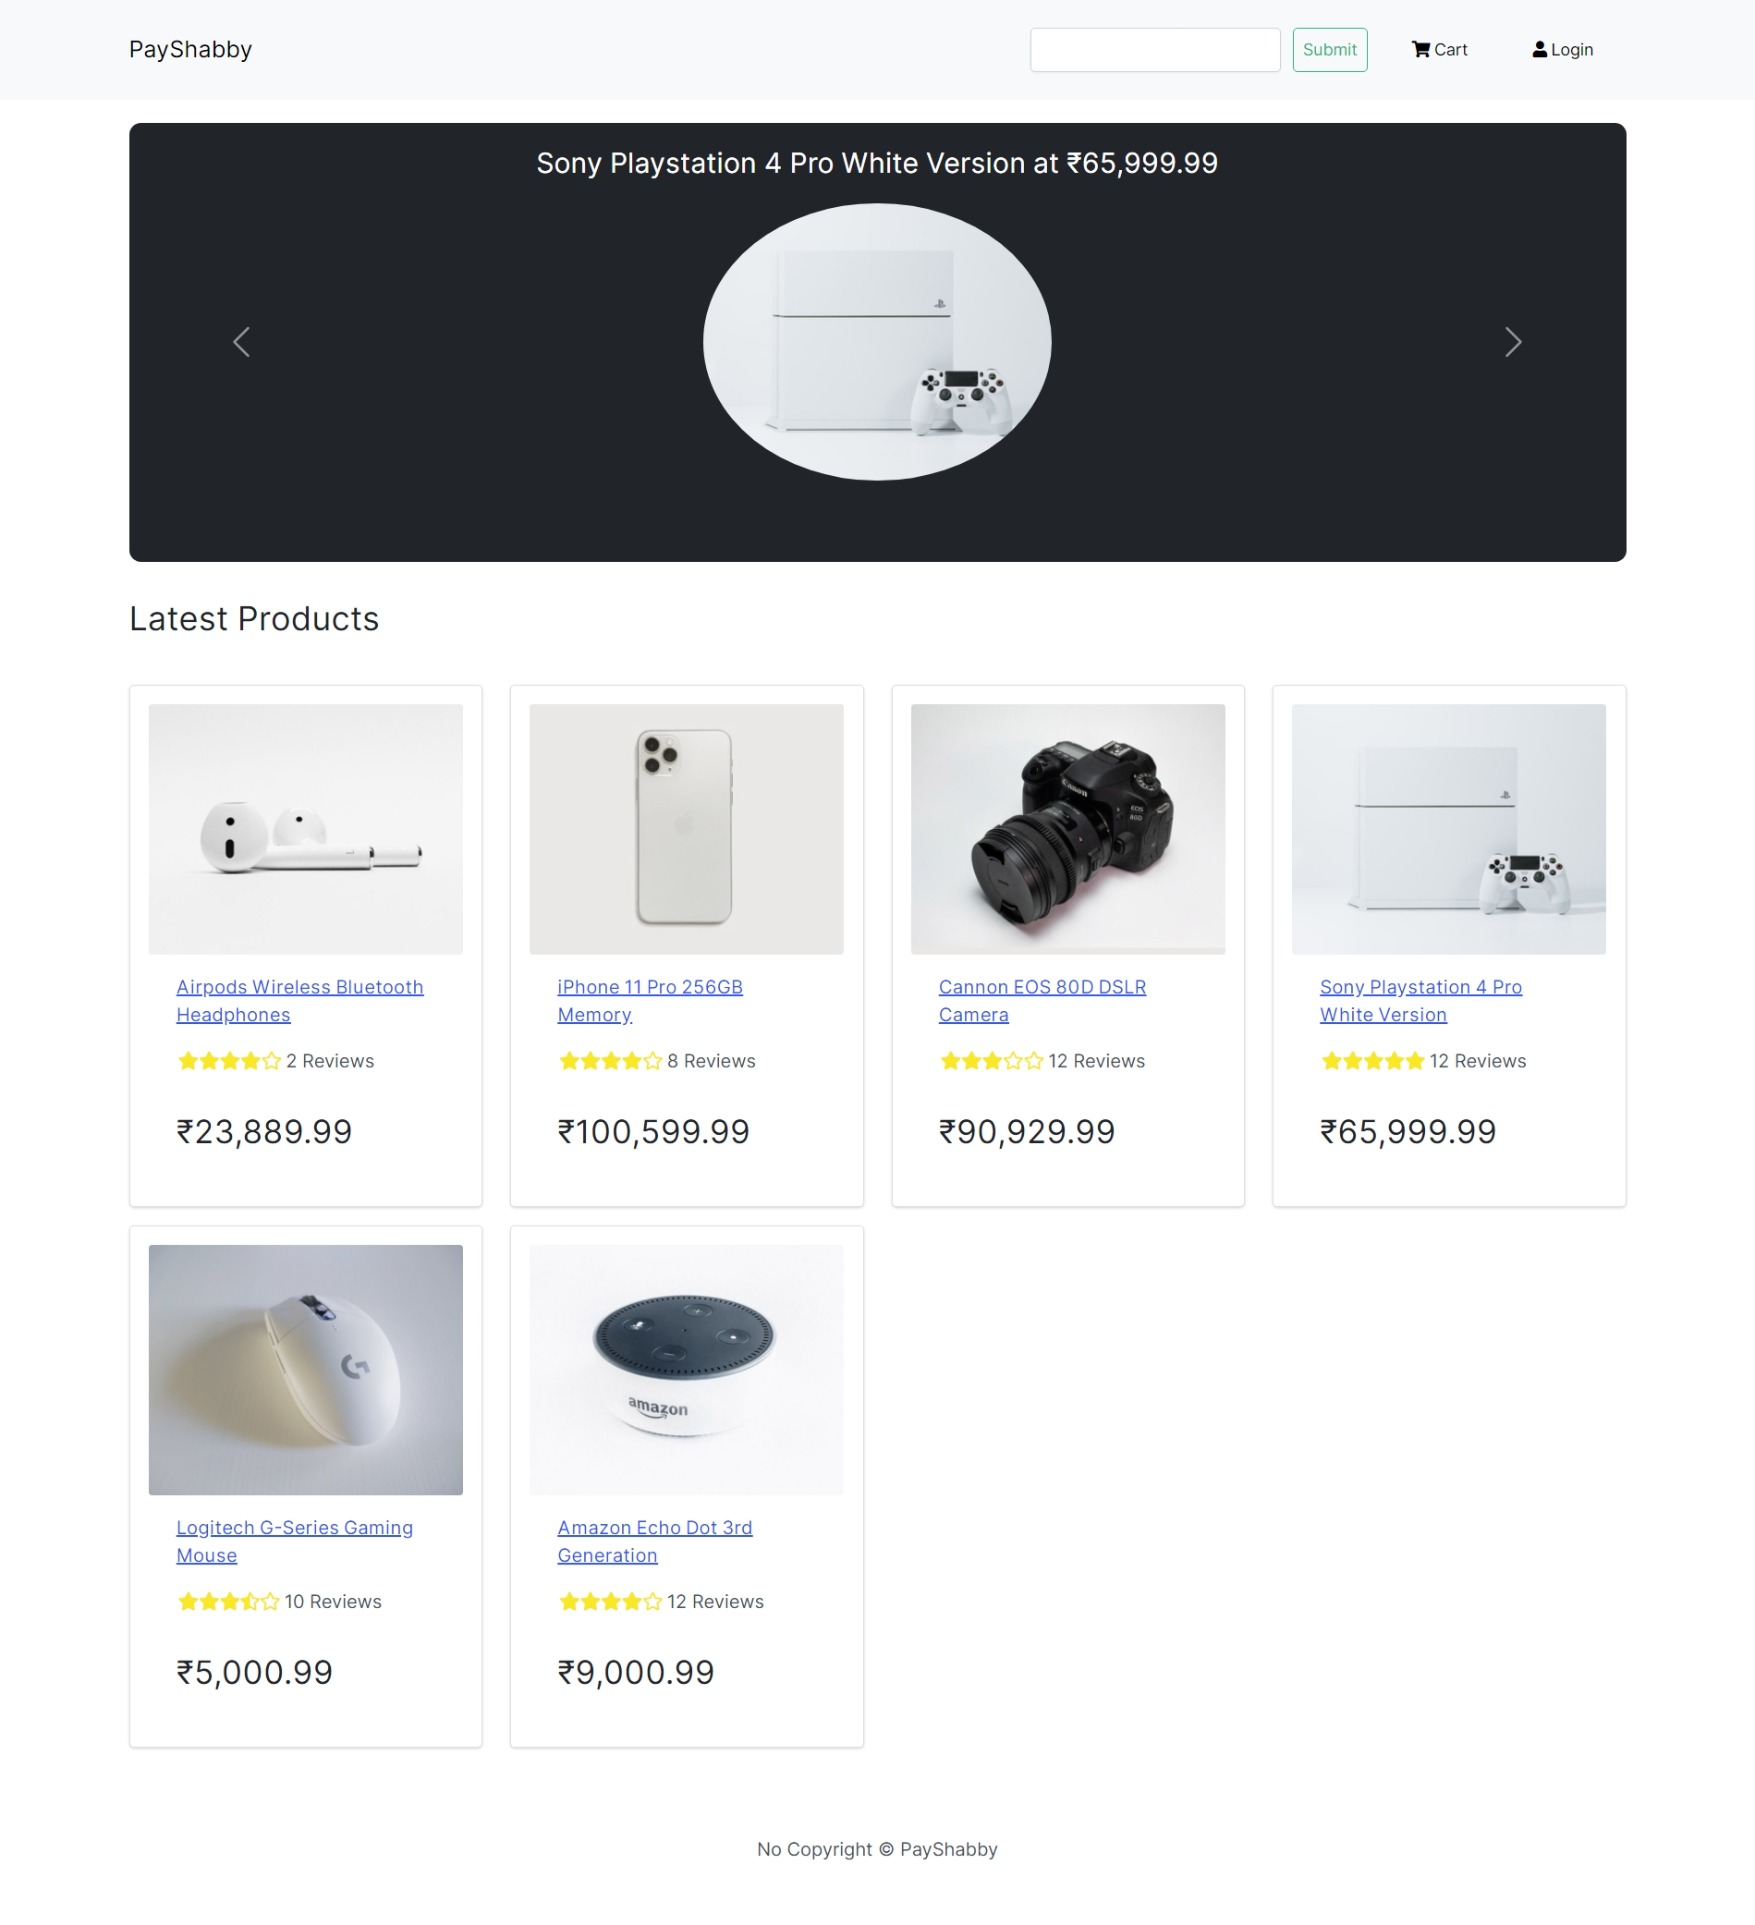 PayShabby
Submit
Cart
Login
Sony Playstation 4 Pro White Version at ₹65,999.99
Latest Products
Canon
EOS
80D
Airpods Wireless Bluetooth
Headphones
2 Reviews
₹23,889.99
iPhone 11 Pro 256GB
Memory
8 Reviews
₹100,599.99
Cannon EOS 80D DSLR
Camera
12 Reviews
₹90,929.99
Sony Playstation 4 Pro
White Version
12 Reviews
₹65,999.99
Logitech G-Series Gaming
Mouse
10 Reviews
₹5,000.99
amazon
Amazon Echo Dot 3rd
Generation
12 Reviews
₹9,000.99
No Copyright © PayShabby